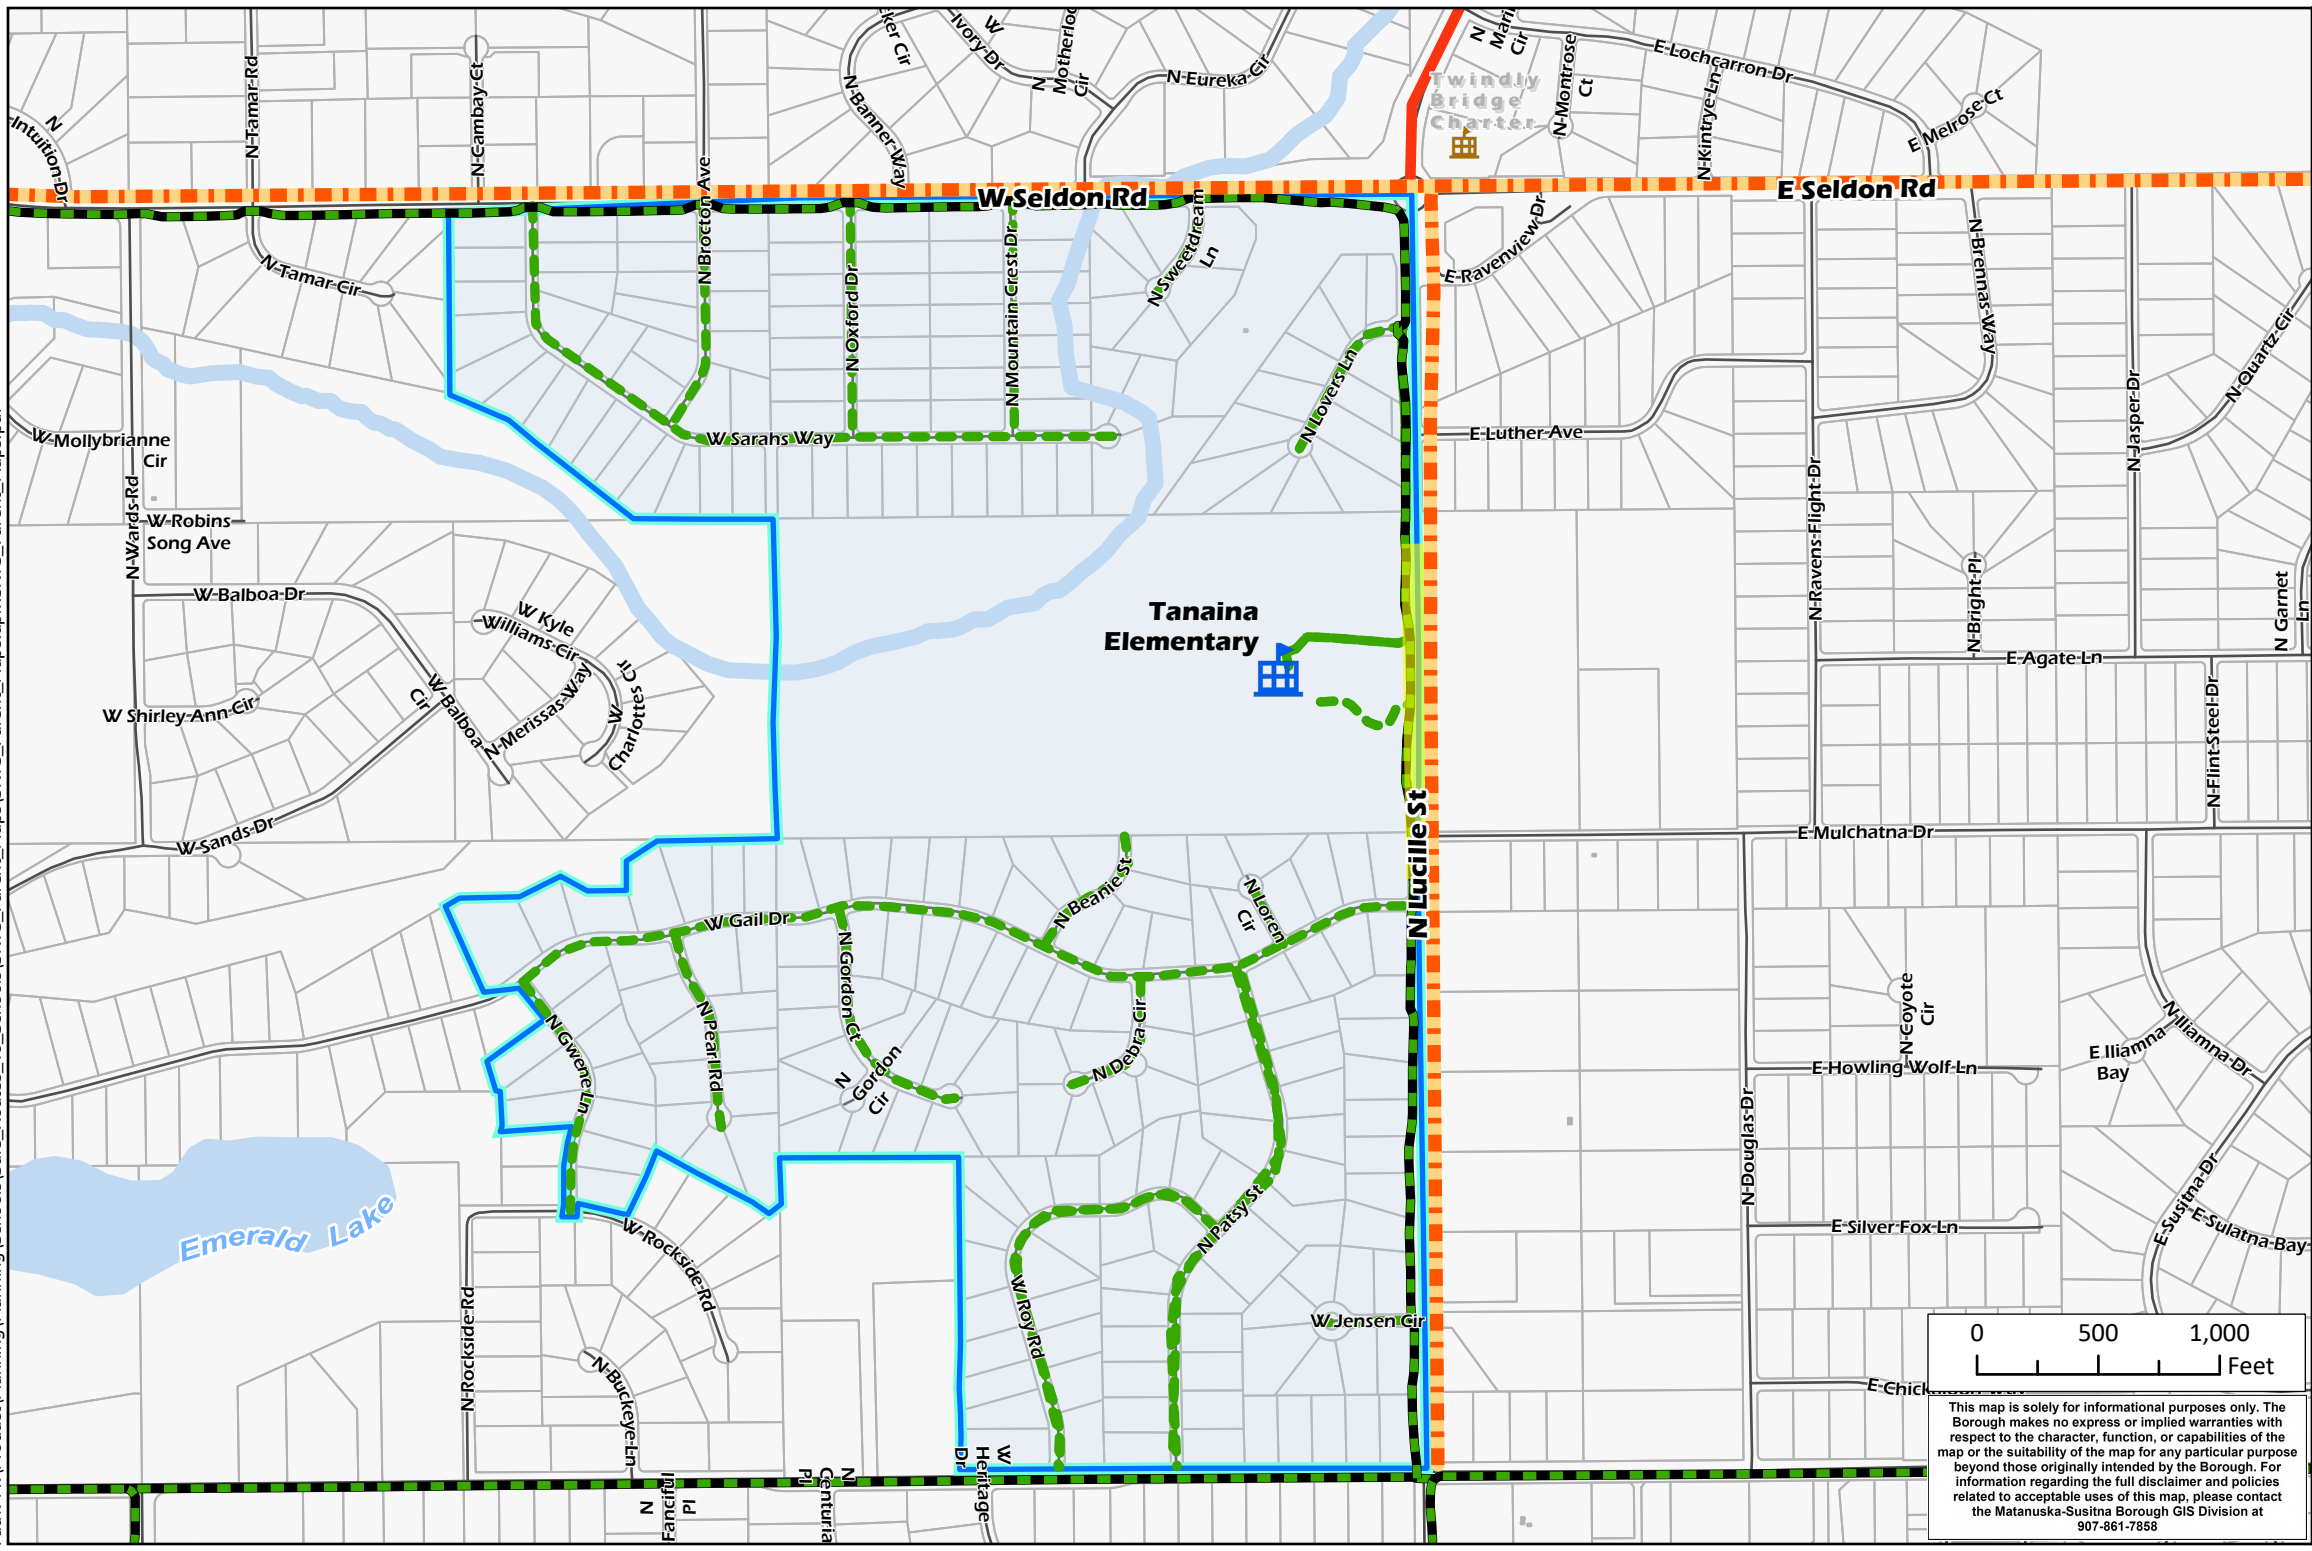 N
Intuition Dr
N Tamar Rd
N Cambay Ct
N Brocton Ave
N Banner Way
W
Ivory Dr
N
Cir
N Eureka Cir
N
Cir
Twindly
Bridge
Charter
N Montrose
Ct
E Lochcarron Dr
N Kintrye Ln
E Melrose Ct
W Seldon Rd
E Seldon Rd
N Tamar Cir
N Oxford Dr
N Mountain Crest Dr
N Sweetdream
Ln
E Ravenview Dr
N Brennas Way
N Quartz Cir
N Jasper Dr
N Lovers Ln
E Luther Ave
W Mollybrianne
Cir
W Sarahs Way
N Wards Rd
W Robins
Song Ave
N Ravens Flight Dr
N Bright Pl
N Garnet
Ln
W Balboa Dr
W Kyle
Williams Cir
Tanaina
Elementary
W
Charlottes Cir
N Merissas Way
W Balboa
Cir
W Shirley Ann Cir
E Agate Ln
N Flint Steel Dr
W Sands Dr
N Lucille St
E Mulchatna Dr
N Beanie St
N Loren
Cir
W Gail Dr
N Gordon Ct
N Pearl Rd
N Gwene Ln
N
Gordon
Cir
N Debra Cir
N Coyote
Cir
N Iliamna Dr
E Iliamna
Bay
E Howling Wolf Ln
N Douglas Dr
E Susitna Dr
E Sulatna Bay
E Silver Fox Ln
Emerald Lake
W Rockside Rd
N Rockside Rd
N Buckeye Ln
N Patsy St
W Roy Rd
W Jensen Cir
0 500 1,000
Feet
N
Fanciful
Pl
N
Centuria
Pl
W
Heritage
Dr
This map is solely for informational purposes only. The
Borough makes no express or implied warranties with
respect to the character, function, or capabilities of the
map or the suitability of the map for any particular purpose
beyond those originally intended by the Borough. For
information regarding the full disclaimer and policies
related to acceptable uses of this map, please contact
the Matanuska-Susitna Borough GIS Division at
907-861-7858